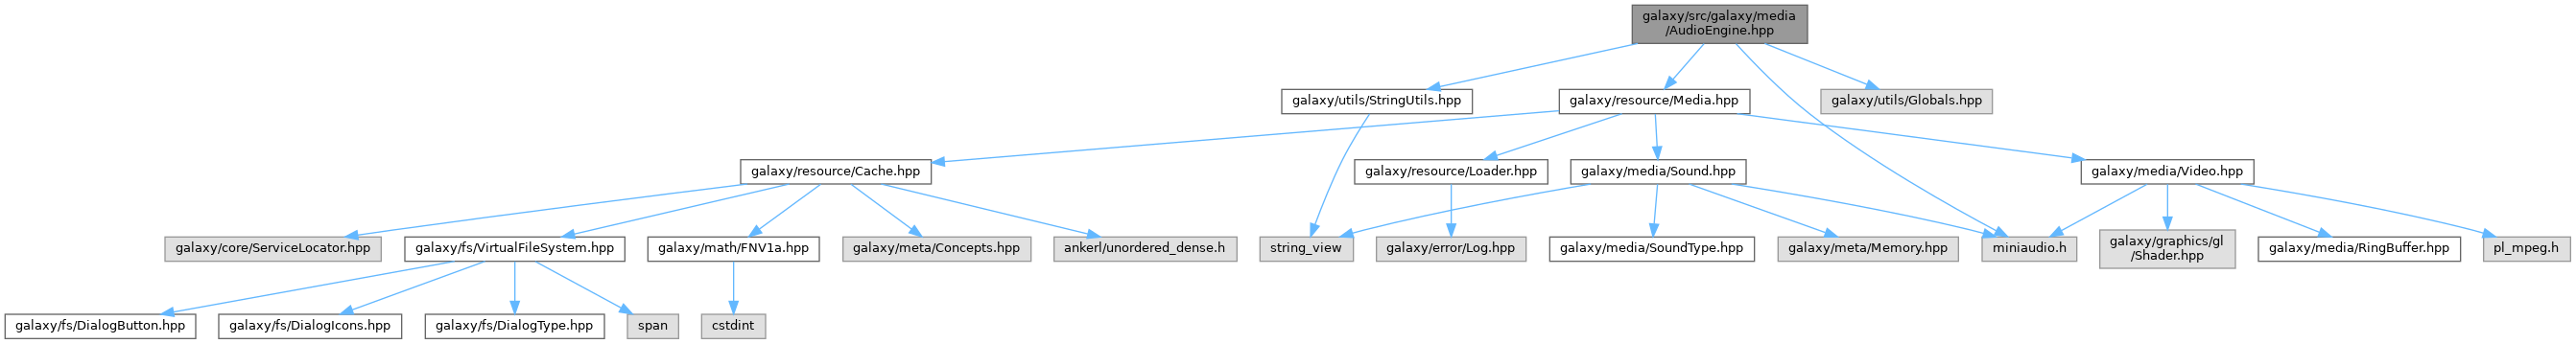 galaxy/src/galaxy/media
/AudioEngine.hpp
galaxy/utils/StringUtils.hpp
galaxy/resource/Media.hpp
galaxy/utils/Globals.hpp
galaxy/resource/Cache.hpp
galaxy/resource/Loader.hpp
galaxy/media/Sound.hpp
galaxy/media/Video.hpp
galaxy/core/ServiceLocator.hpp
galaxy/fs/VirtualFileSystem.hpp
galaxy/math/FNV1a.hpp
galaxy/meta/Concepts.hpp
ankerl/unordered_dense.h
string_view
galaxy/error/Log.hpp
galaxy/media/SoundType.hpp
galaxy/meta/Memory.hpp
miniaudio.h
galaxy/graphics/gl
/Shader.hpp
galaxy/media/RingBuffer.hpp
pl_mpeg.h
galaxy/fs/DialogButton.hpp
galaxy/fs/DialogIcons.hpp
galaxy/fs/DialogType.hpp
span
cstdint